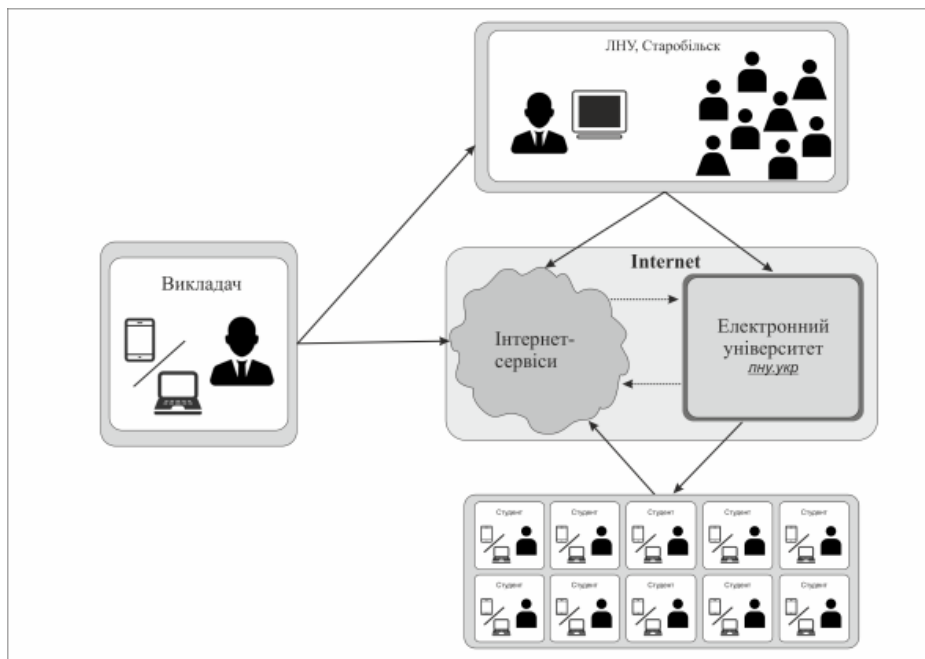 ЛНУ, Старобільск
Internet
Викладач
Інтернет-
сервіси
Електронний
університет
лну.укр
Студент
Студент
Студент
Студент
Студент
Студент
Студент
Студент
Студент
Студент